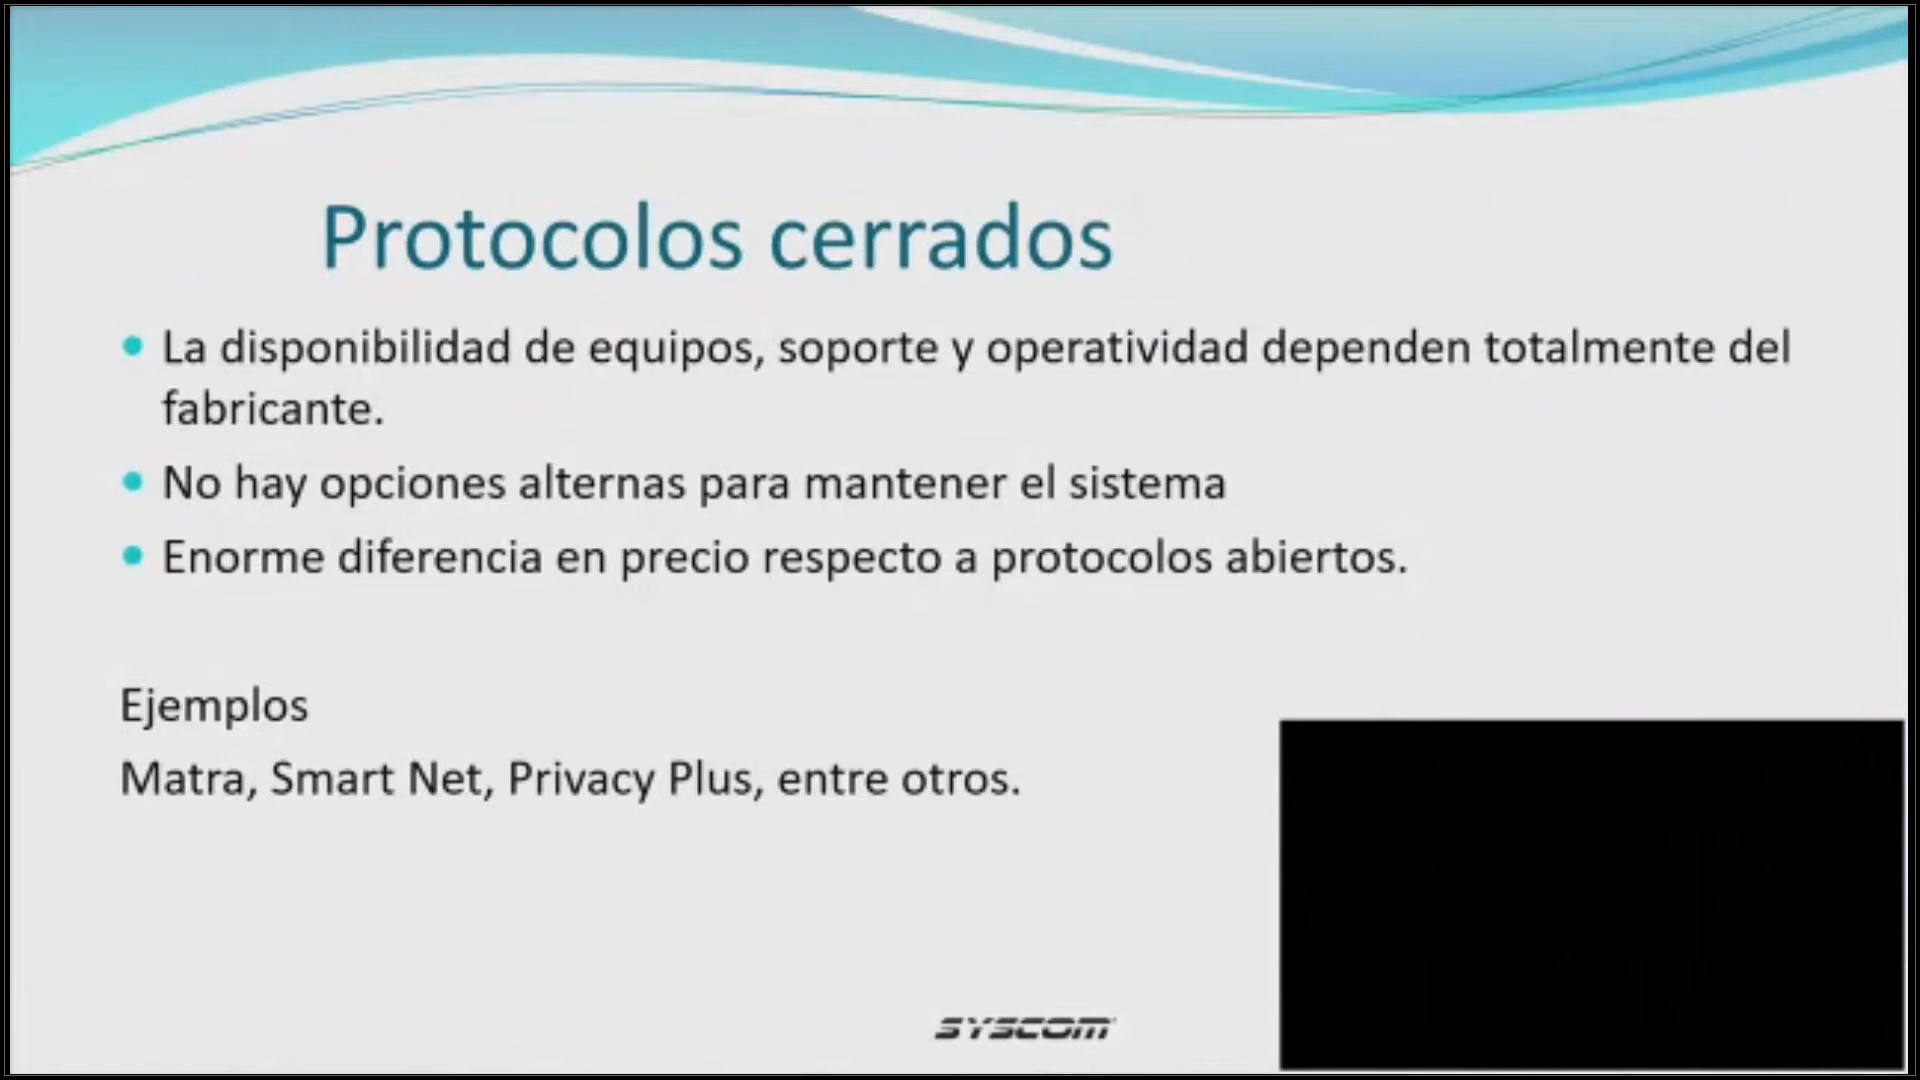 Protocolos cerrados
La disponibilidad de equipos, soporte y operatividad dependen totalmente del
fabricante.
No hay opciones alternas para mantener el sistema
Enorme diferencia en precio respecto a protocolos abiertos.
Ejemplos
Matra, Smart Net, Privacy Plus, entre otros.
SYSCOM